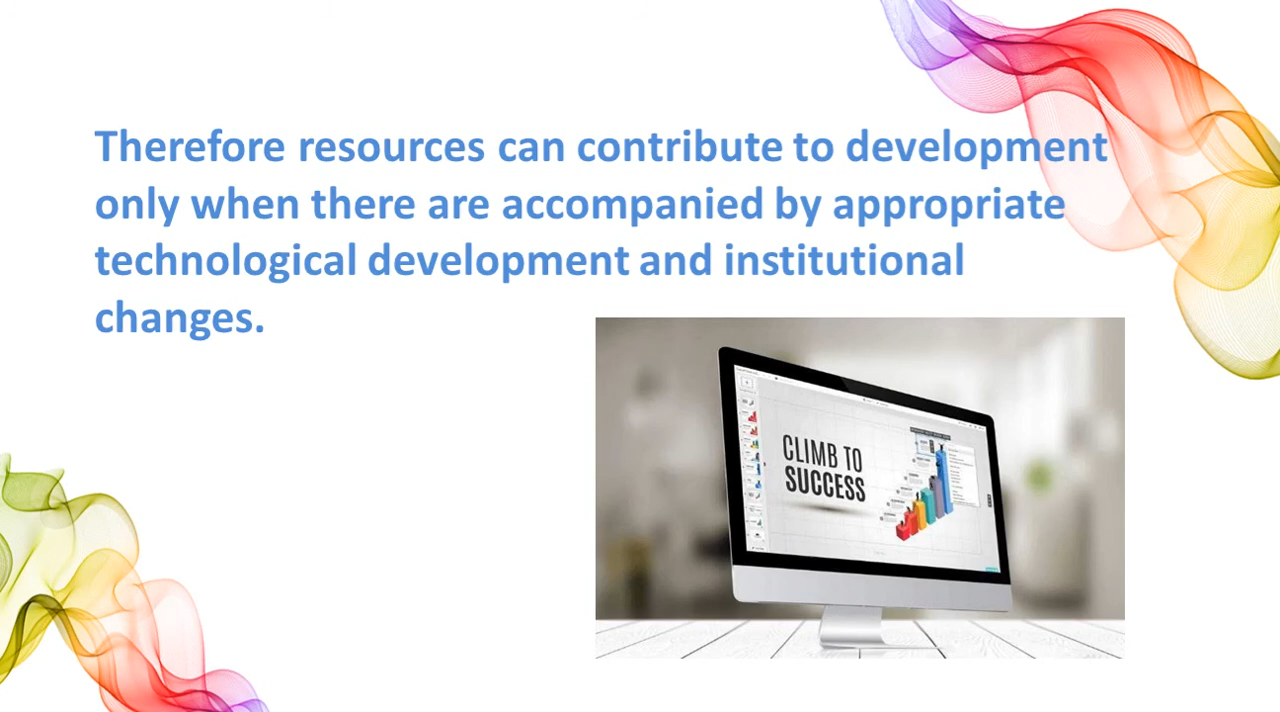 Therefore resources can contribute to development
only when there are accompanied by appropriate
technological development and institutional
changes.
CLIMB TO
SUCCESS